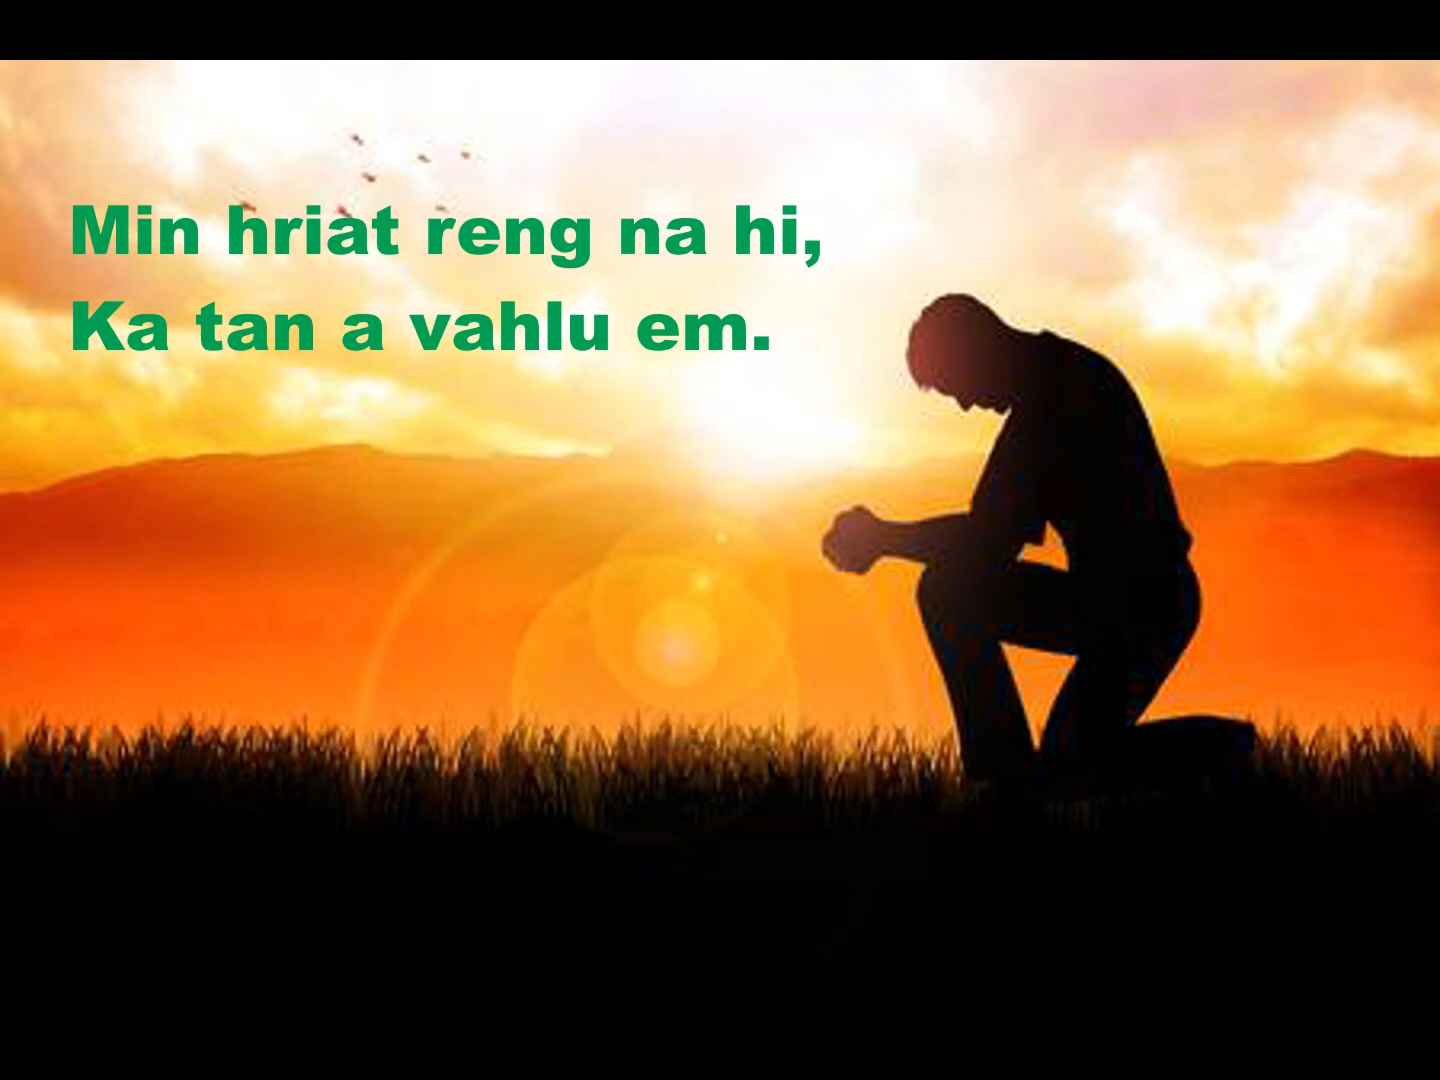 Min hriat reng na hi,
Ka tan a vahlu em.